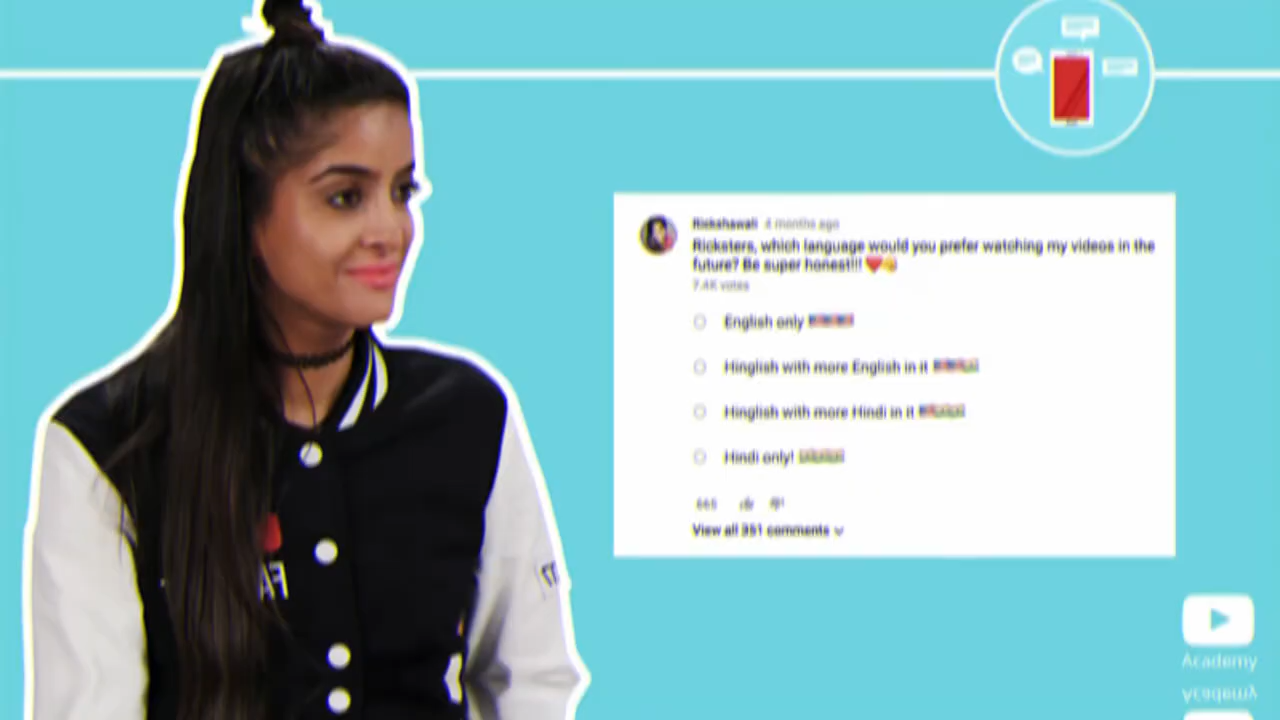 Rickshawali 4 months ago
Ricksters, which language would you prefer watching my videos in the
future? Be super honest!!! ❤️😄
7.4K votes
English only
Hinglish with more English in it
Hinglish with more Hindi in it
Hindi only!
665
View all 351 comments
FA
Academy